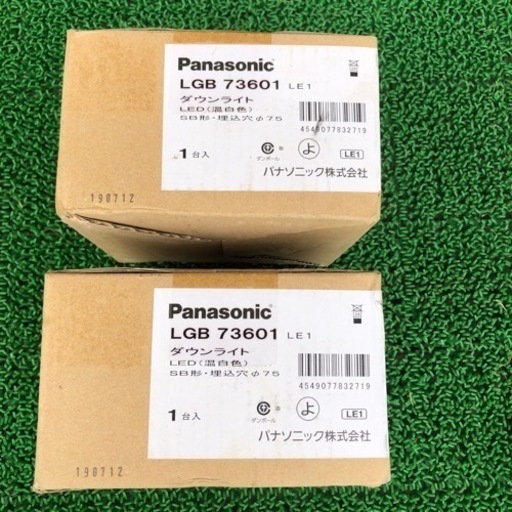 Panasonic
LGB 73601 LE1
ダウンライト
LED(温白色)
SB形・埋込穴φ75
4549077832719
1台入
ダンボール
よ
LE1
パナソニック株式会社
190712
Panasonic
LGB 73601 LE1
ダウンライト
LED(温白色)
SB形・埋込穴φ75
4549077832719
1台入
ダンボール
よ
LE1
パナソニック株式会社
190712